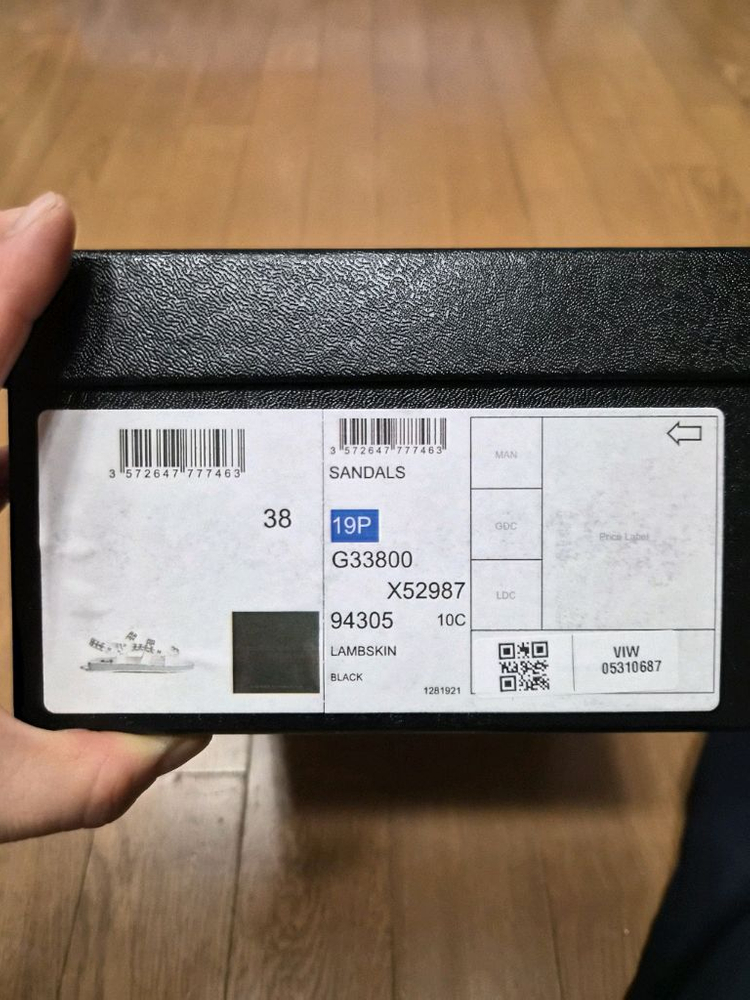 3 572647 777463
38
3 572647 777463
SANDALS
19P
G33800
X52987
94305 10C
LAMBSKIN
BLACK
1281921
MAN
GDC
LDC
Price Label
VIW
05310687